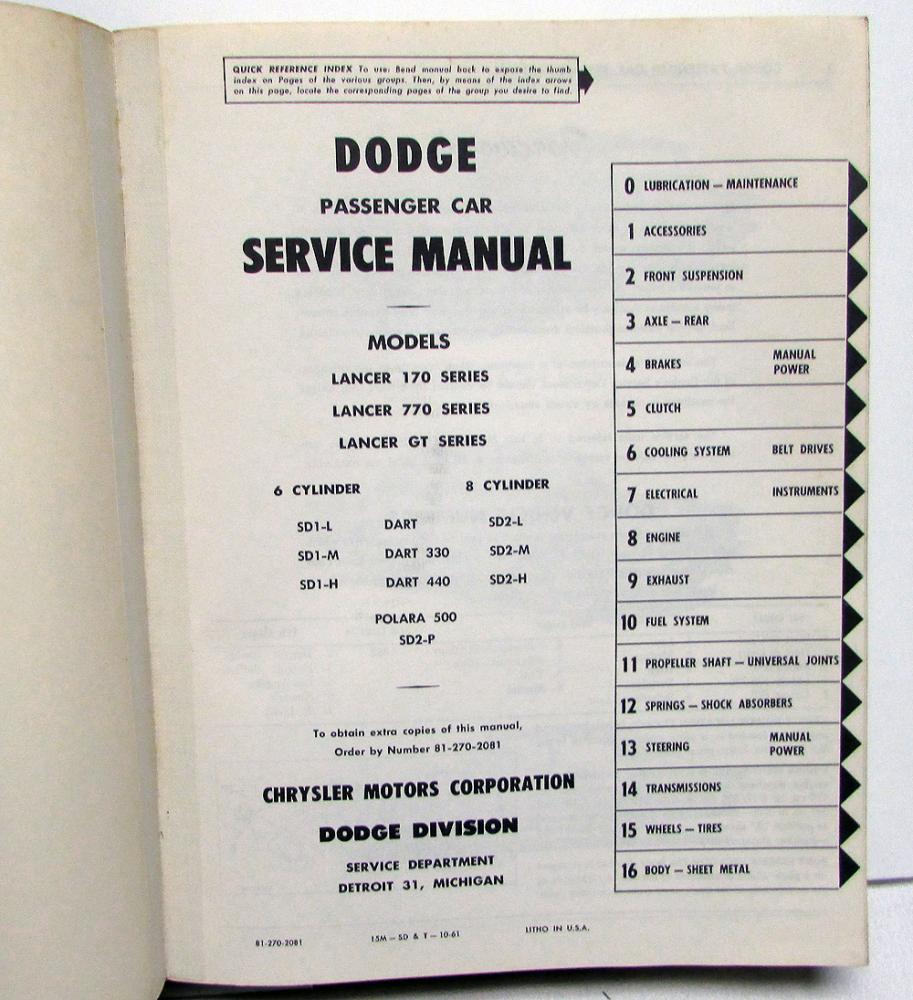 QUICK REFERENCE INDEX To use: Bend manual back to expose the thumb
index on Pages of the various groups. Then, by means of the index arrows
on this page, locate the corresponding pages of the group you desire to find.
DODGE
PASSENGER CAR
SERVICE MANUAL
MODELS
LANCER 170 SERIES
LANCER 770 SERIES
LANCER GT SERIES
6 CYLINDER 8 CYLINDER
SD1-L DART SD2-L
SD1-M DART 330 SD2-M
SD1-H DART 440 SD2-H
POLARA 500
SD2-P
To obtain extra copies of this manual,
Order by Number 81-270-2081
CHRYSLER MOTORS CORPORATION
DODGE DIVISION
SERVICE DEPARTMENT
DETROIT 31, MICHIGAN
81-270-2081 15M — SD & T — 10-61 LITHO IN U.S.A.
0 LUBRICATION — MAINTENANCE
1 ACCESSORIES
2 FRONT SUSPENSION
3 AXLE — REAR
4 BRAKES MANUAL
POWER
5 CLUTCH
6 COOLING SYSTEM BELT DRIVES
7 ELECTRICAL INSTRUMENTS
8 ENGINE
9 EXHAUST
10 FUEL SYSTEM
11 PROPELLER SHAFT — UNIVERSAL JOINTS
12 SPRINGS — SHOCK ABSORBERS
13 STEERING MANUAL
POWER
14 TRANSMISSIONS
15 WHEELS — TIRES
16 BODY — SHEET METAL